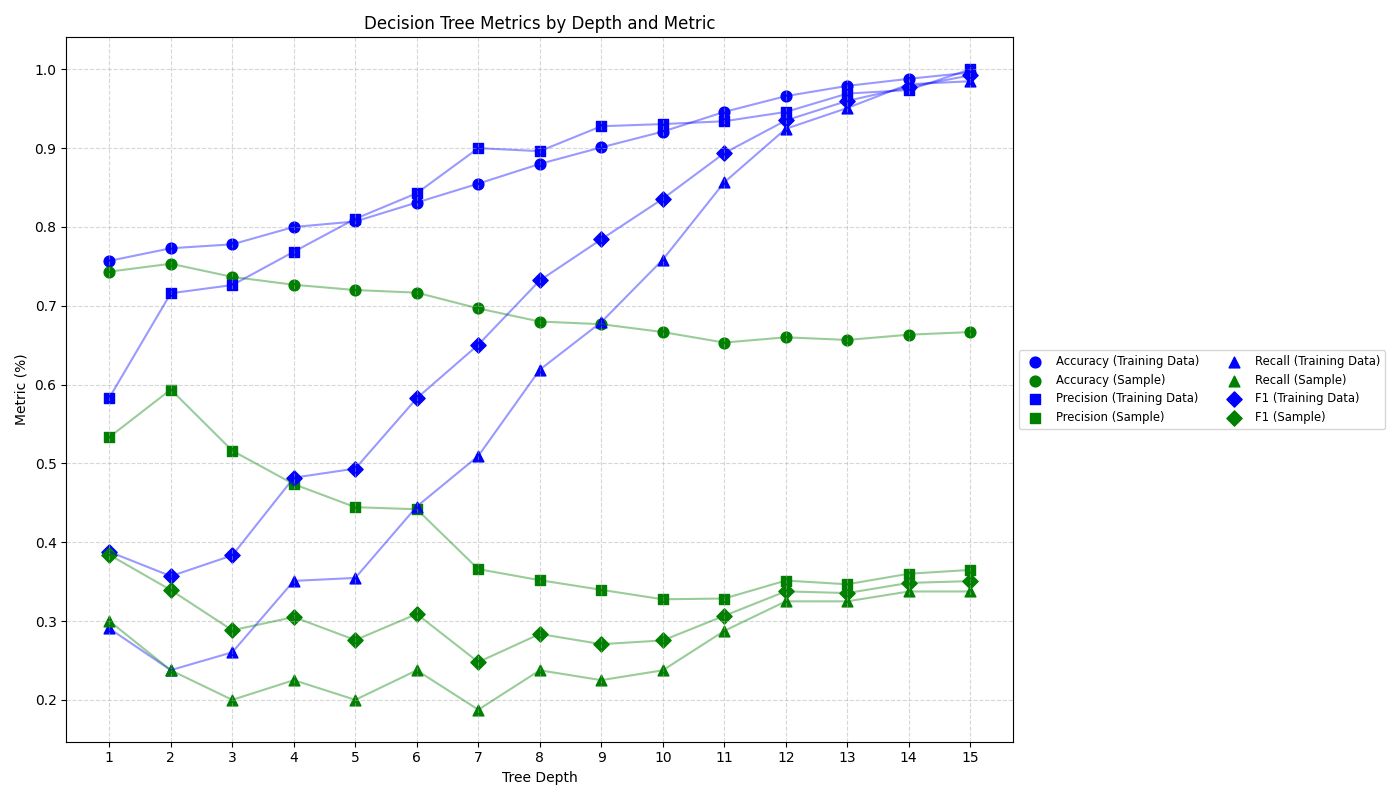 Decision Tree Metrics by Depth and Metric
Metric (%)
1.0
0.9
0.8
0.7
0.6
0.5
0.4
0.3
0.2
1 2 3 4 5 6 7 8 9 10 11 12 13 14 15
Tree Depth
Accuracy (Training Data)
Accuracy (Sample)
Precision (Training Data)
Precision (Sample)
Recall (Training Data)
Recall (Sample)
F1 (Training Data)
F1 (Sample)